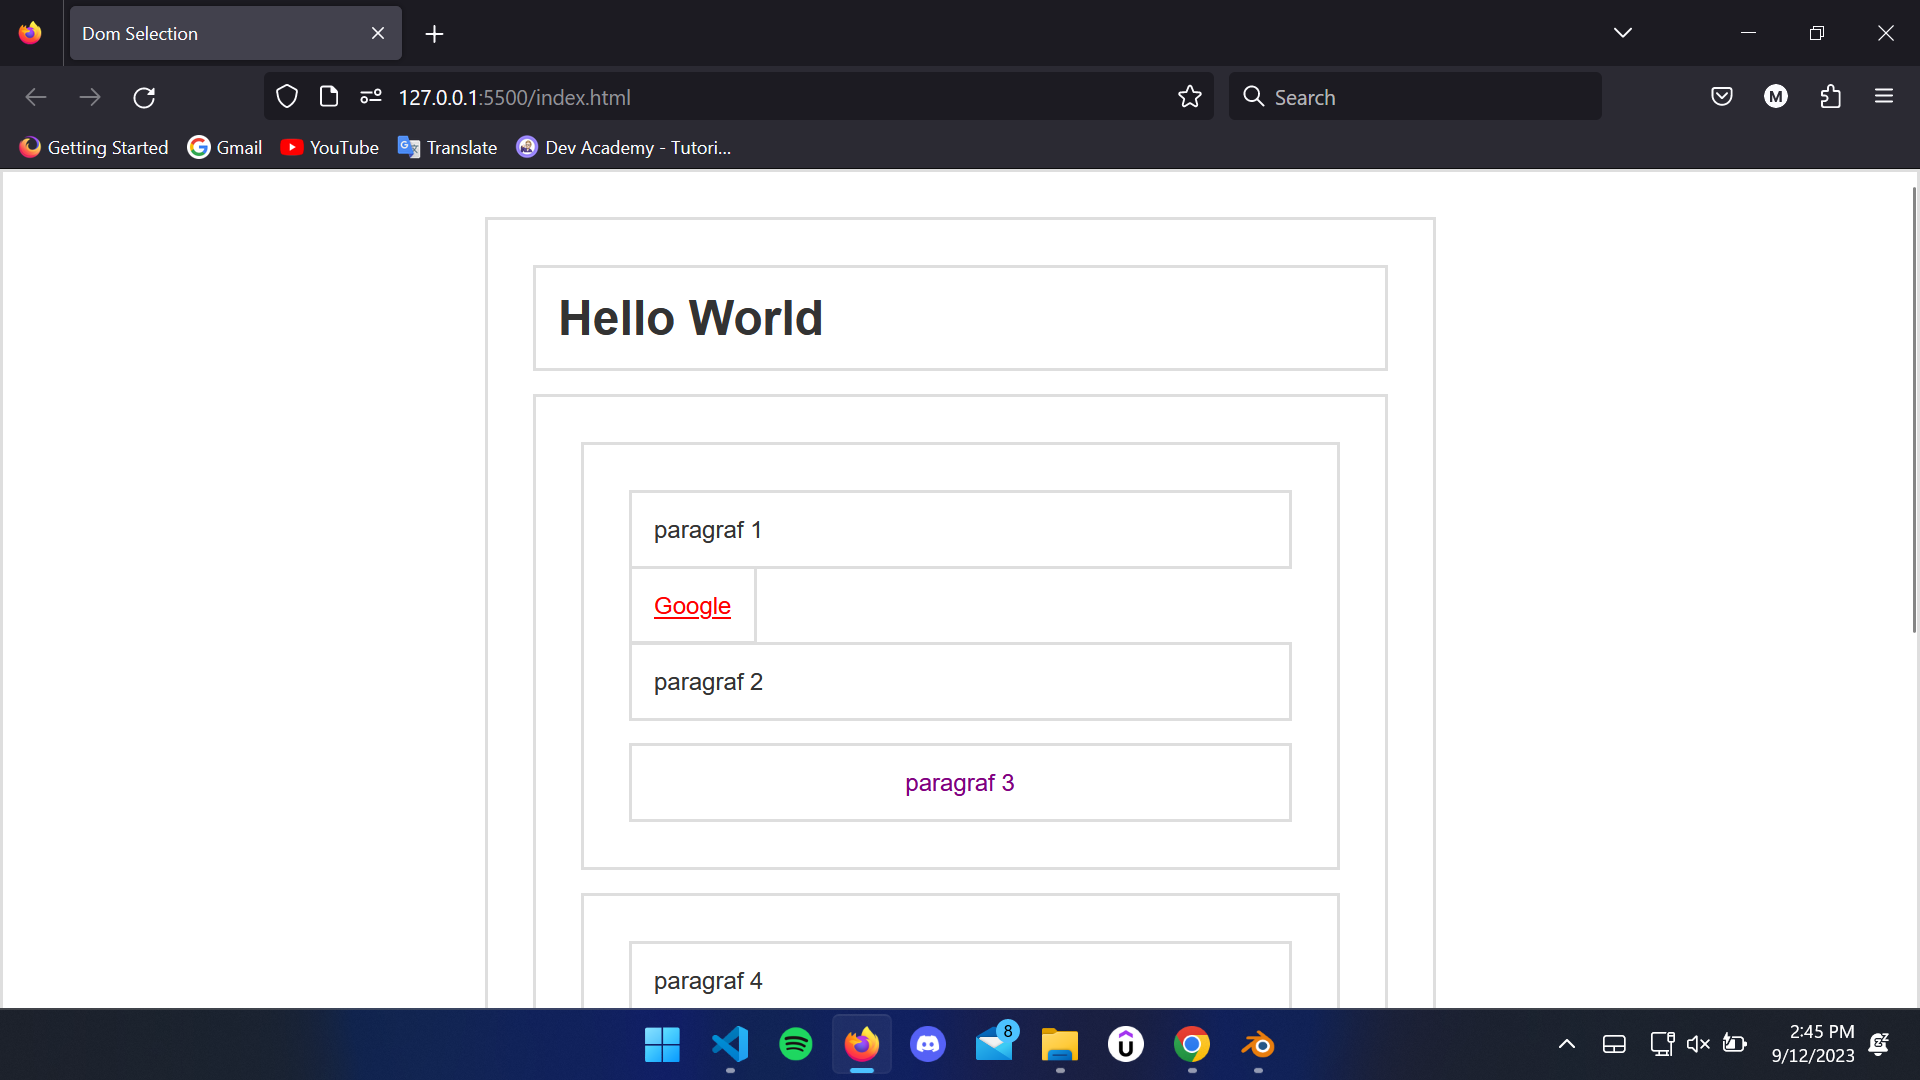 Dom Selection
127.0.0.1:5500/index.html
Search
M
Getting Started
Gmail
YouTube
Translate
Dev Academy - Tutori...
Hello World
paragraf 1
Google
paragraf 2
paragraf 3
paragraf 4
8
2:45 PM
9/12/2023